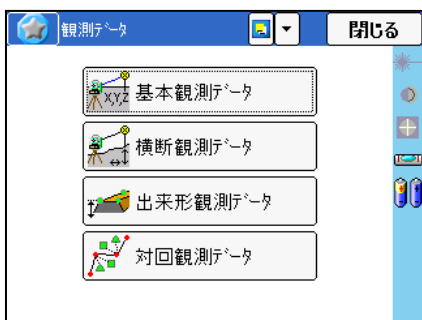 観測ﾃﾞｰﾀ 閉じる
X,Y,Z 基本観測ﾃﾞｰﾀ
横断観測ﾃﾞｰﾀ
出来形観測ﾃﾞｰﾀ
対回観測ﾃﾞｰﾀ